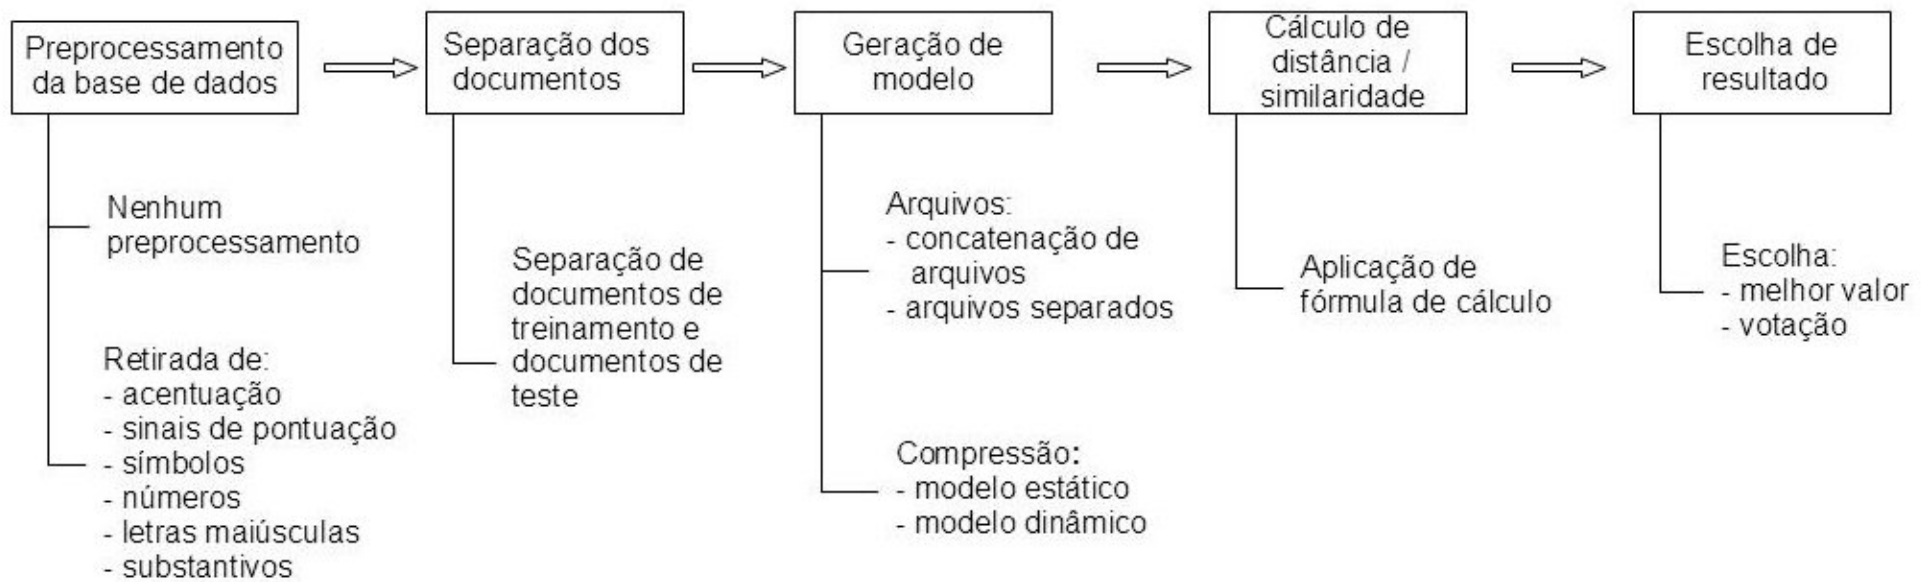 Preprocessamento
da base de dados
Separação dos
documentos
Geração de
modelo
Cálculo de
distância /
similaridade
Escolha de
resultado
Nenhum
preprocessamento
Retirada de:
- acentuação
- sinais de pontuação
- símbolos
- números
- letras maiúsculas
- substantivos
Separação de
documentos de
treinamento e
documentos de
teste
Arquivos:
- concatenação de
arquivos
- arquivos separados
Compressão:
- modelo estático
- modelo dinâmico
Aplicação de
fórmula de cálculo
Escolha:
- melhor valor
- votação